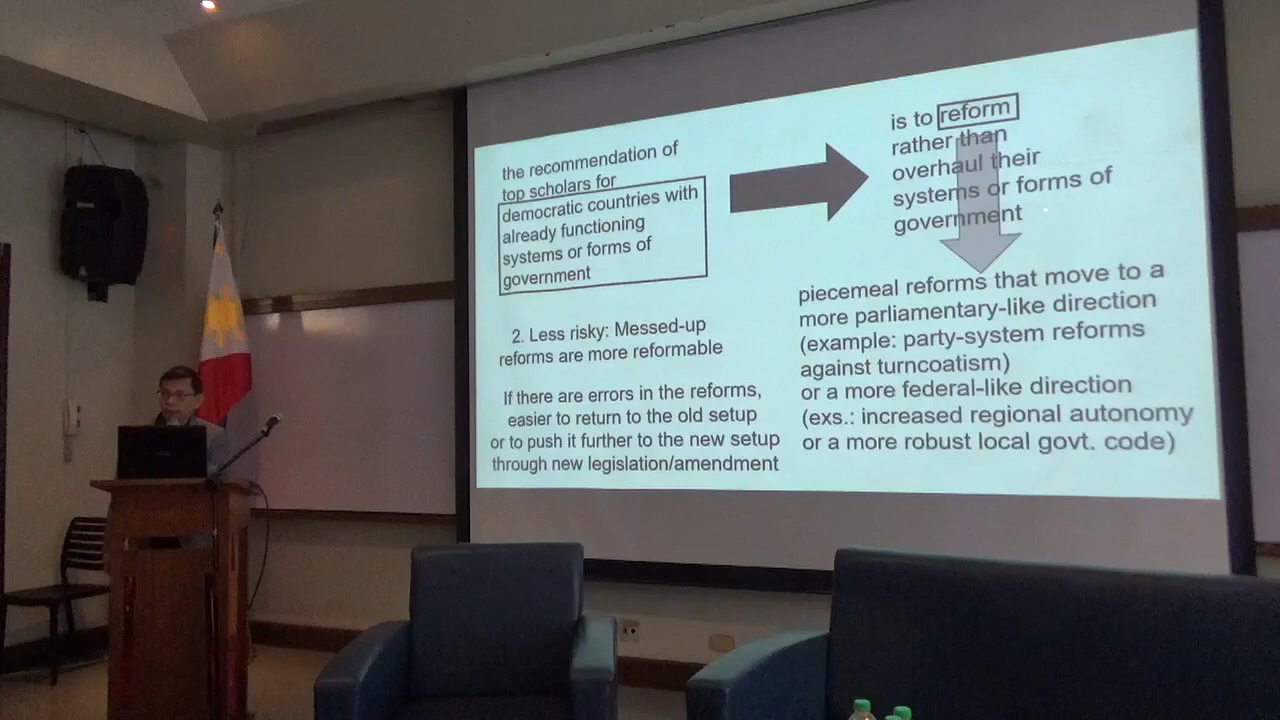 the recommendation of
top scholars for
democratic countries with
already functioning
systems or forms of
government
is to reform
rather than
overhaul their
systems or forms of
government
2. Less risky: Messed-up
reforms are more reformable
If there are errors in the reforms,
easier to return to the old setup
or to push it further to the new setup
through new legislation/amendment
piecemeal reforms that move to a
more parliamentary-like direction
(example: party-system reforms
against turncoatism)
or a more federal-like direction
(exs.: increased regional autonomy
or a more robust local govt. code)